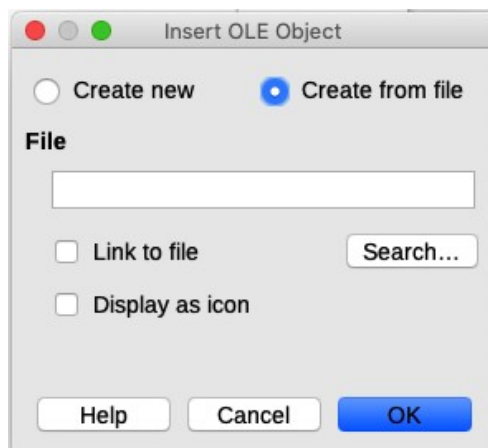 Insert OLE Object
Create new Create from file
File
Link to file Search...
Display as icon
Help Cancel OK